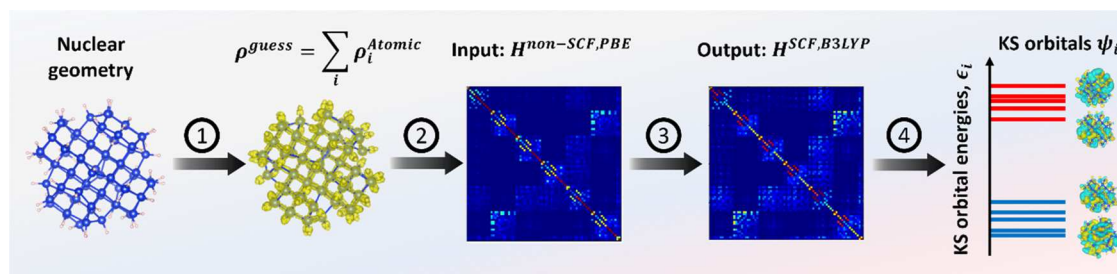 Nuclear
geometry
ρ^{guess} = \sum_i ρ_i^{Atomic}
Input: H^{non-SCF,PBE}
Output: H^{SCF,B3LYP}
KS orbitals ψ_i
1
2
3
4
KS orbital energies, ϵ_i